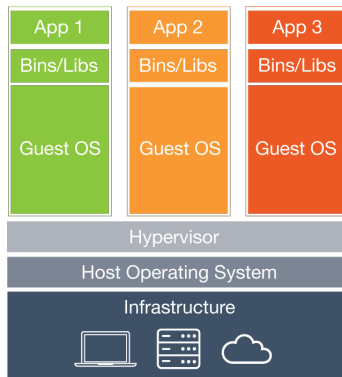 App 1
App 2
App 3
Bins/Libs
Bins/Libs
Bins/Libs
Guest OS
Guest OS
Guest OS
Hypervisor
Host Operating System
Infrastructure